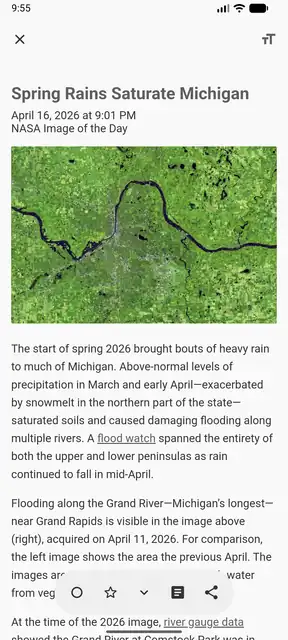 9:55
Spring Rains Saturate Michigan
April 16, 2026 at 9:01 PM
NASA Image of the Day
The start of spring 2026 brought bouts of heavy rain
to much of Michigan. Above-normal levels of
precipitation in March and early April—exacerbated
by snowmelt in the northern part of the state—
saturated soils and caused damaging flooding along
multiple rivers. A flood watch spanned the entirety of
both the upper and lower peninsulas as rain
continued to fall in mid-April.
Flooding along the Grand River—Michigan's longest—
near Grand Rapids is visible in the image above
(right), acquired on April 11, 2026. For comparison,
the left image shows the area the previous April. The
images are water
from veg
At the time of the 2026 image, river gauge data
showed the Grand River at Comstock Park was in